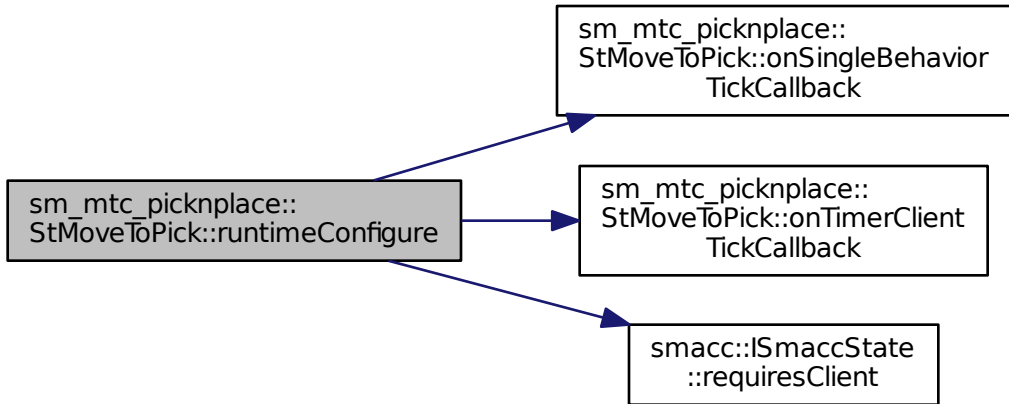 sm_mtc_picknplace::
StMoveToPick::runtimeConfigure
sm_mtc_picknplace::
StMoveToPick::onSingleBehavior
TickCallback
sm_mtc_picknplace::
StMoveToPick::onTimerClient
TickCallback
smacc::ISmaccState
::requiresClient